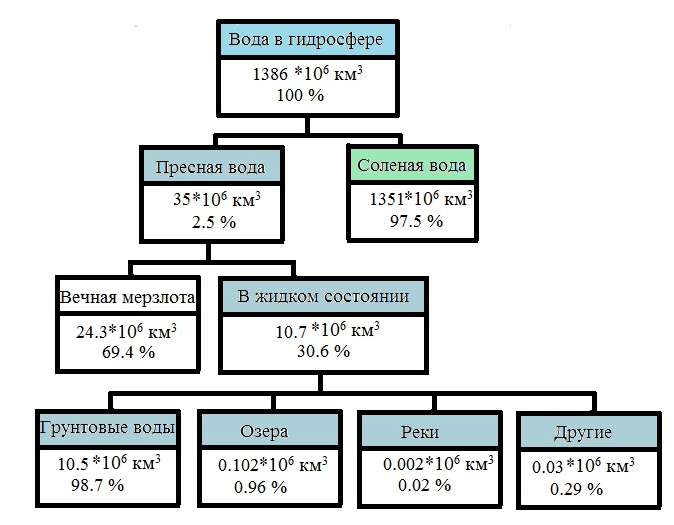 Вода в гидросфере
1386 *10⁶ км³
100 %
Пресная вода
35*10⁶ км³
2.5 %
Соленая вода
1351*10⁶ км³
97.5 %
Вечная мерзлота
24.3*10⁶ км³
69.4 %
В жидком состоянии
10.7 *10⁶ км³
30.6 %
Грунтовые воды
10.5 *10⁶ км³
98.7 %
Озера
0.102*10⁶ км³
0.96 %
Реки
0.002*10⁶ км³
0.02 %
Другие
0.03 *10⁶ км³
0.29 %